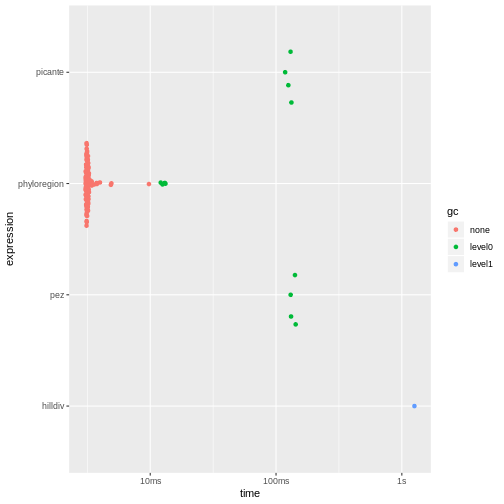 picante
phyloregion
pez
hilldiv
expression
10ms
100ms
1s
time
gc
none
level0
level1